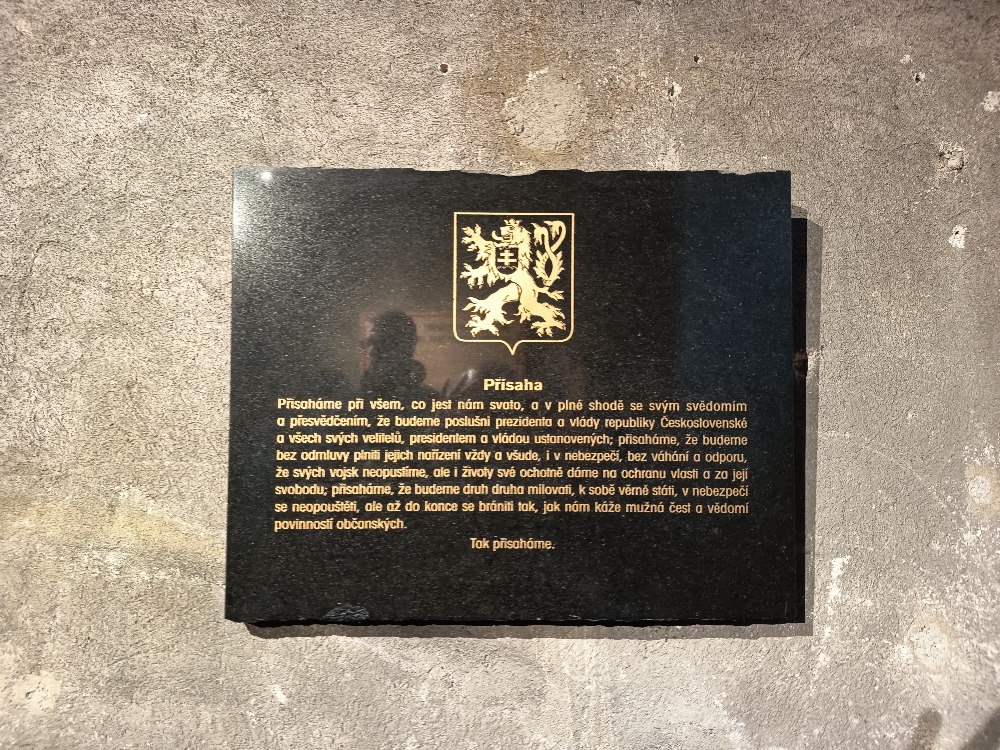 Přísaha
Přísaháme při všem, co jest nám svato, a v plné shodě se svým svědomím
a přesvědčením, že budeme poslušni prezidenta a vlády republiky Československé
a všech svých velitelů, presidentem a vládou ustanovených; přísaháme, že budeme
bez odmluvy plniti jejich nařízení vždy a všude, i v nebezpečí, bez váhání a odporu,
že svých vojsk neopustíme, ale i životy své ochotně dáme na ochranu vlasti a za její
svobodu; přísaháme, že budeme druh druha milovati, k sobě věrně státi, v nebezpečí
se neopouštěti, ale až do konce se brániti tak, jak nám káže mužná čest a vědomí
povinností občanských.
Tak přísaháme.